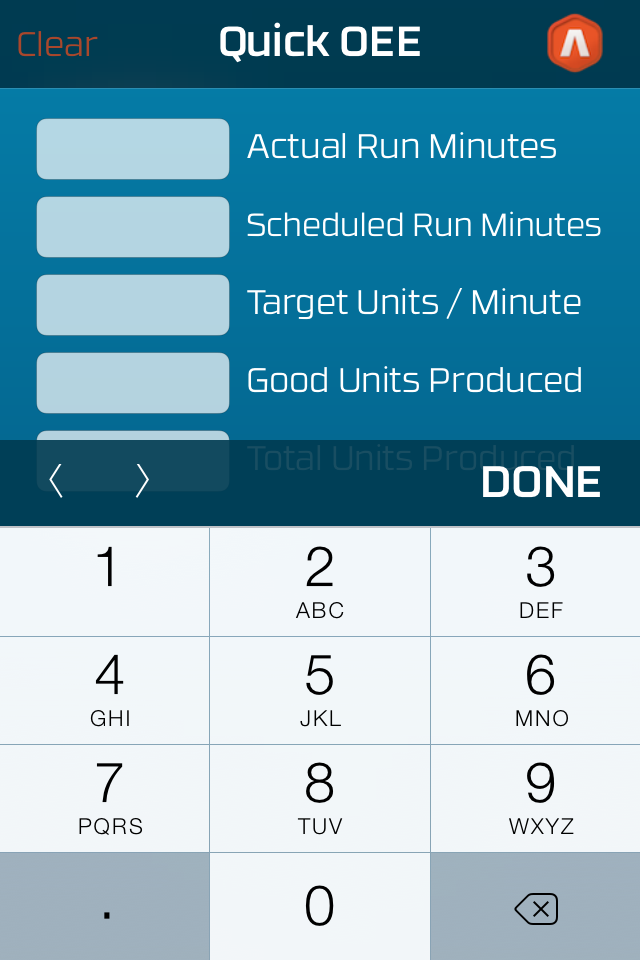 Clear Quick OEE
Actual Run Minutes
Scheduled Run Minutes
Target Units / Minute
Good Units Produced
Total Units Produced
DONE
1 2 3
ABC DEF
4 5 6
GHI JKL MNO
7 8 9
PQRS TUV WXYZ
. 0